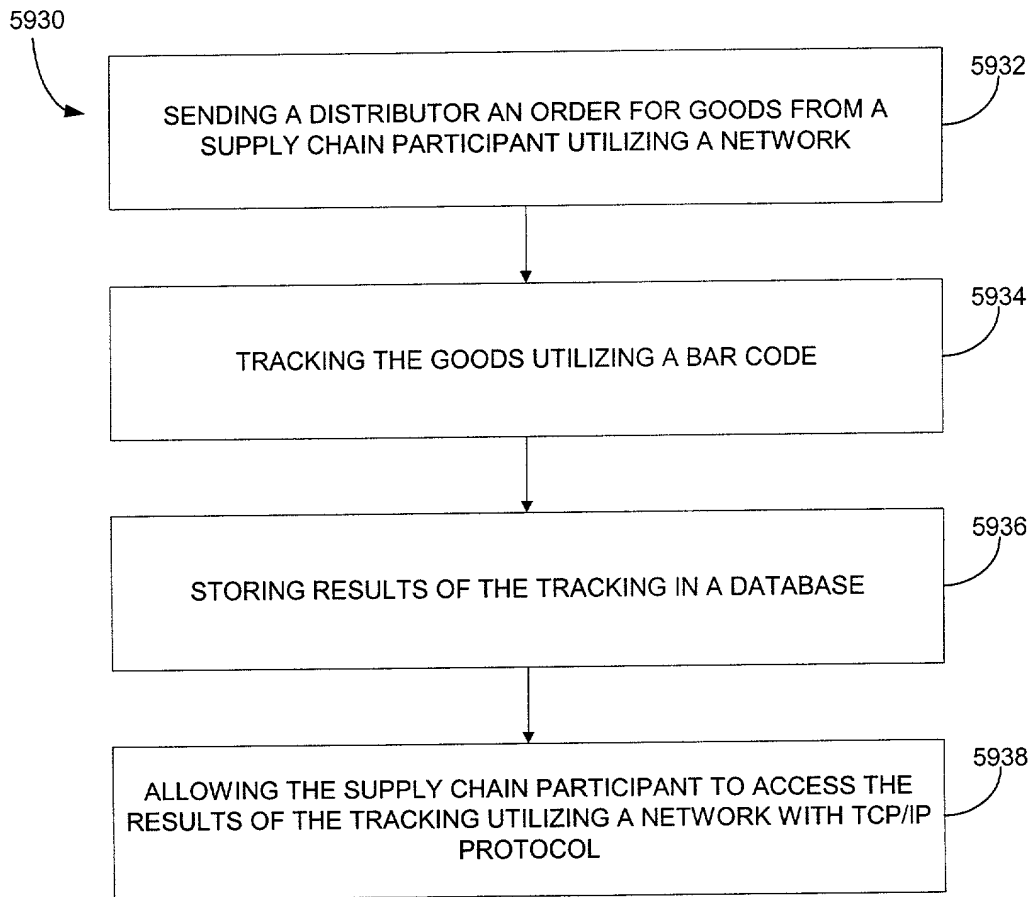 5930
5932
SENDING A DISTRIBUTOR AN ORDER FOR GOODS FROM A
SUPPLY CHAIN PARTICIPANT UTILIZING A NETWORK
5934
TRACKING THE GOODS UTILIZING A BAR CODE
5936
STORING RESULTS OF THE TRACKING IN A DATABASE
5938
ALLOWING THE SUPPLY CHAIN PARTICIPANT TO ACCESS THE
RESULTS OF THE TRACKING UTILIZING A NETWORK WITH TCP/IP
PROTOCOL